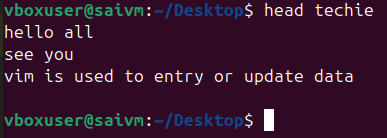 vboxuser@saivm:~/Desktop$ head techie
hello all
see you
vim is used to entry or update data
vboxuser@saivm:~/Desktop$